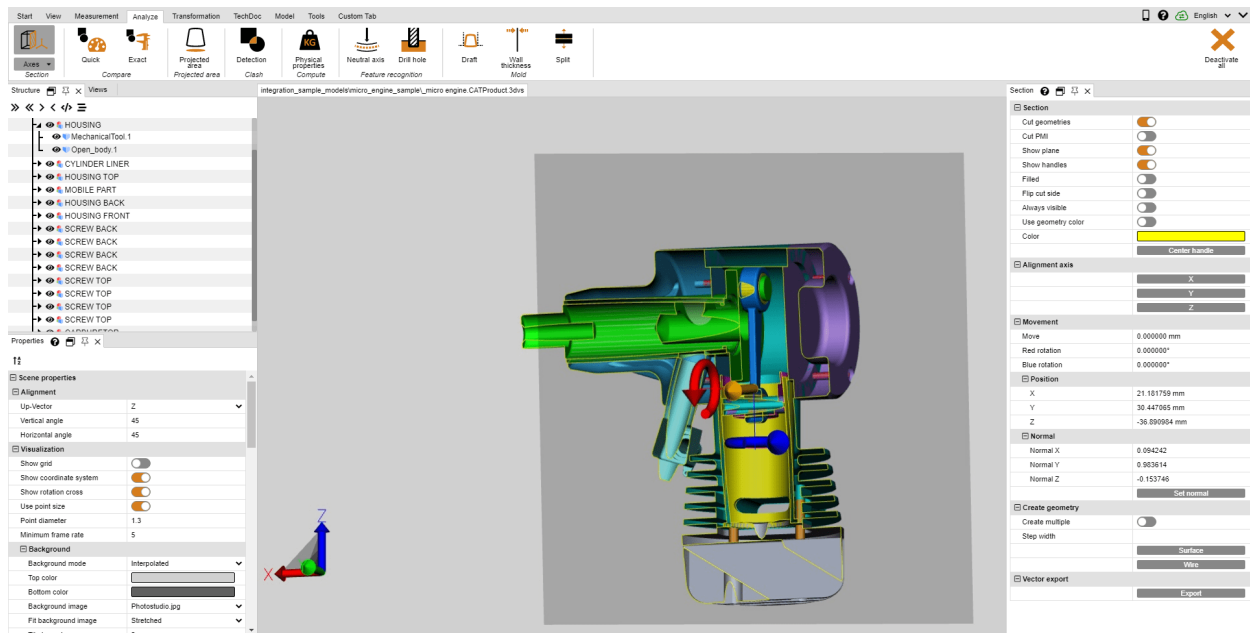 Start View Measurement Analyze Transformation TechDoc Model Tools Custom Tab English
Axes
Section
Quick Exact
Compare
Projected area
Projected area
Detection
Clash
KG
Physical properties
Compute
Neutral axis Drill hole
Feature recognition
Draft Wall thickness Split
Mold
Deactivate all
Structure Views
HOUSING
MechanicalTool.1
Open_body.1
CYLINDER LINER
HOUSING TOP
MOBILE PART
HOUSING BACK
HOUSING FRONT
SCREW BACK
SCREW BACK
SCREW BACK
SCREW BACK
SCREW TOP
SCREW TOP
SCREW TOP
SCREW TOP
Properties
Scene properties
Alignment
Up-Vector Z
Vertical angle 45
Horizontal angle 45
Visualization
Show grid
Show coordinate system
Show rotation cross
Use point size
Point diameter 1.3
Minimum frame rate 5
Background
Background mode Interpolated
Top color
Bottom color
Background image Photostudio.jpg
Fit background image Stretched
integration_sample_models\micro_engine_sample\_micro engine.CATProduct.3dvs
Z
X
Section
Section
Cut geometries
Cut PMI
Show plane
Show handles
Filled
Flip cut side
Always visible
Use geometry color
Color
Center handle
Alignment axis
X
Y
Z
Movement
Move 0.000000 mm
Red rotation 0.000000°
Blue rotation 0.000000°
Position
X 21.181759 mm
Y 30.447065 mm
Z -36.890984 mm
Normal
Normal X 0.094242
Normal Y 0.983614
Normal Z -0.153746
Set normal
Create geometry
Create multiple
Step width
Surface
Wire
Vector export
Export